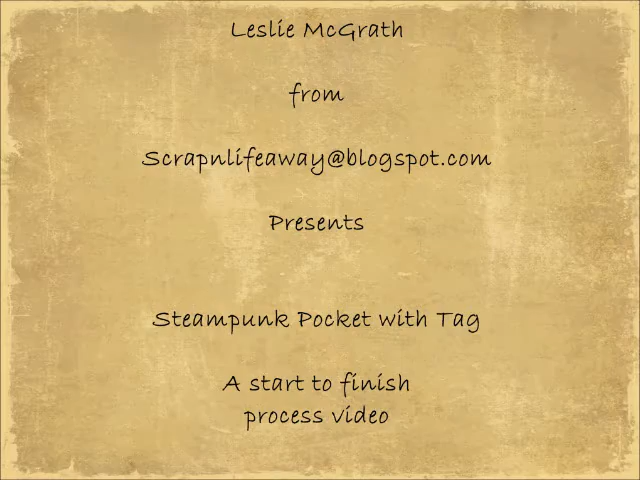 Leslie McGrath
from
Scrapnlifeaway@blogspot.com
Presents
Steampunk Pocket with Tag
A start to finish
process video